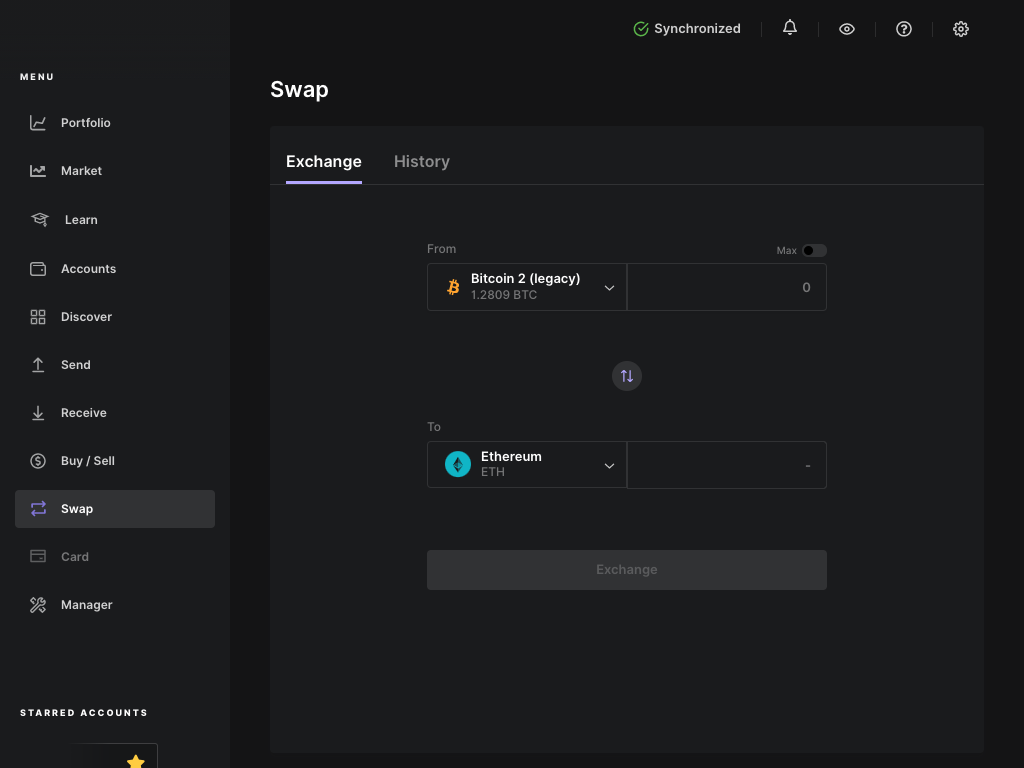 Synchronized
MENU
Portfolio
Market
Learn
Accounts
Discover
Send
Receive
Buy / Sell
Swap
Card
Manager
STARRED ACCOUNTS
Swap
Exchange
History
From
Max
Bitcoin 2 (legacy)
1.2809 BTC
0
To
Ethereum
ETH
-
Exchange